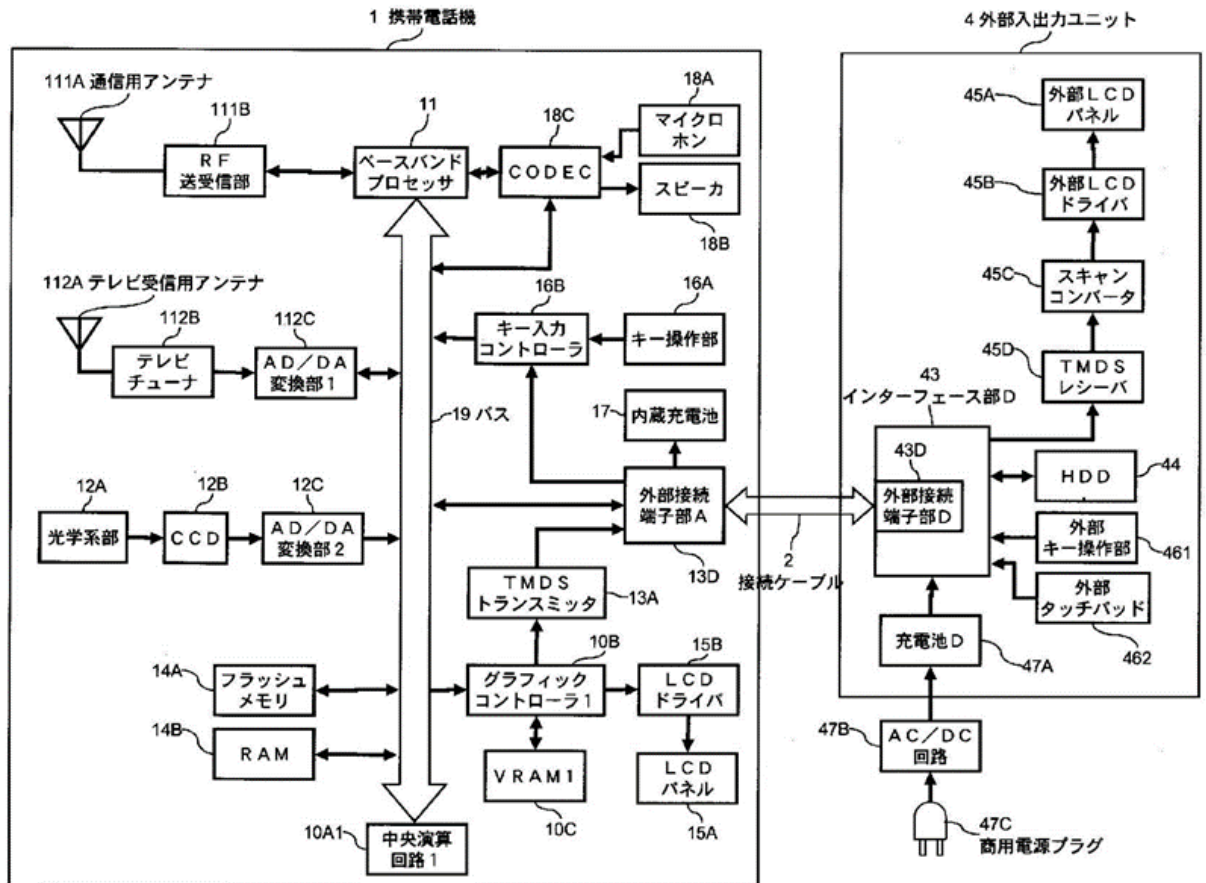 1 携帯電話機
4 外部入出力ユニット
111A 通信用アンテナ
111B
RF
送受信部
11
ベースバンド
プロセッサ
18C
CODEC
18A
マイクロ
ホン
スピーカ
18B
112A テレビ受信用アンテナ
112B
テレビ
チューナ
112C
AD/DA
変換部1
16B
キー入力
コントローラ
16A
キー操作部
19 バス
17
内蔵充電池
12A
光学系部
12B
CCD
12C
AD/DA
変換部2
外部接続
端子部A
13D
TMDS
トランスミッタ
13A
2
接続ケーブル
14A
フラッシュ
メモリ
14B
RAM
10B
グラフィック
コントローラ1
15B
LCD
ドライバ
VRAM1
10C
LCD
パネル
15A
10A1
中央演算
回路1
45A
外部LCD
パネル
45B
外部LCD
ドライバ
45C
スキャン
コンバータ
45D
TMDS
レシーバ
43
インターフェース部D
43D
外部接続
端子部D
HDD
44
外部
キー操作部
461
外部
タッチパッド
462
充電池D
47A
47B
AC/DC
回路
47C
商用電源プラグ